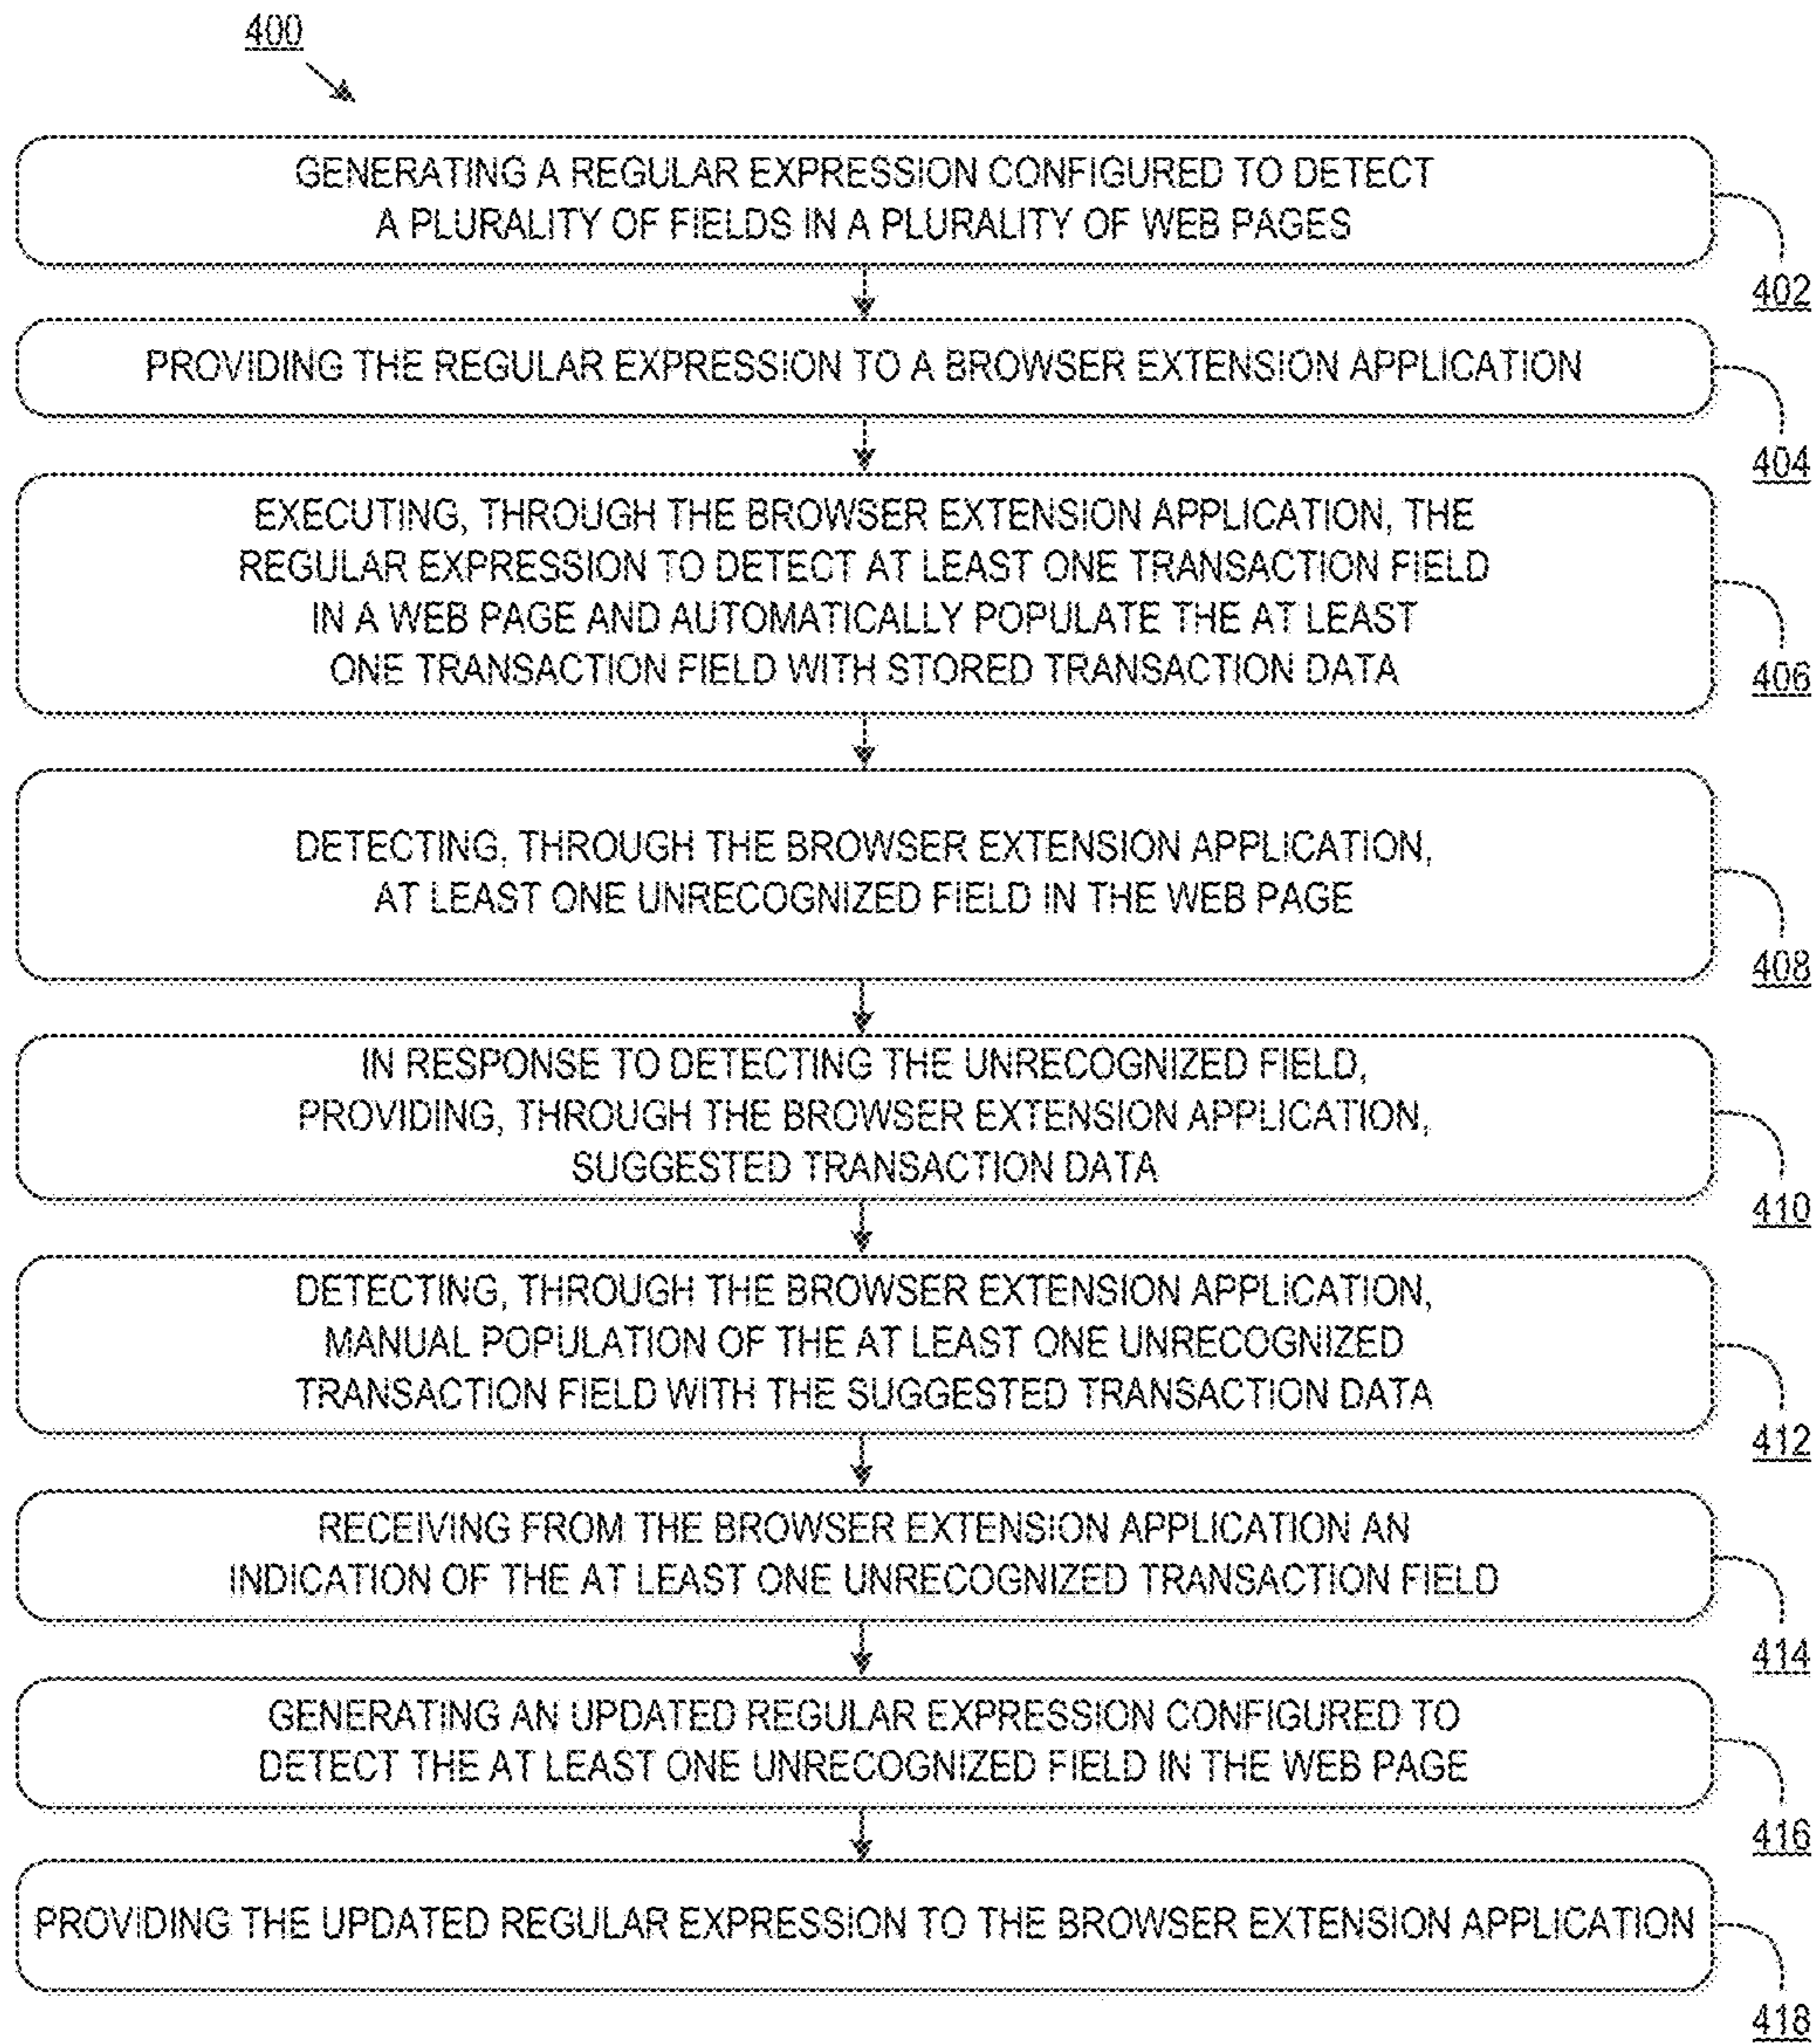 400
GENERATING A REGULAR EXPRESSION CONFIGURED TO DETECT
A PLURALITY OF FIELDS IN A PLURALITY OF WEB PAGES
402
PROVIDING THE REGULAR EXPRESSION TO A BROWSER EXTENSION APPLICATION
404
EXECUTING, THROUGH THE BROWSER EXTENSION APPLICATION, THE
REGULAR EXPRESSION TO DETECT AT LEAST ONE TRANSACTION FIELD
IN A WEB PAGE AND AUTOMATICALLY POPULATE THE AT LEAST
ONE TRANSACTION FIELD WITH STORED TRANSACTION DATA
406
DETECTING, THROUGH THE BROWSER EXTENSION APPLICATION,
AT LEAST ONE UNRECOGNIZED FIELD IN THE WEB PAGE
408
IN RESPONSE TO DETECTING THE UNRECOGNIZED FIELD,
PROVIDING, THROUGH THE BROWSER EXTENSION APPLICATION,
SUGGESTED TRANSACTION DATA
410
DETECTING, THROUGH THE BROWSER EXTENSION APPLICATION,
MANUAL POPULATION OF THE AT LEAST ONE UNRECOGNIZED
TRANSACTION FIELD WITH THE SUGGESTED TRANSACTION DATA
412
RECEIVING FROM THE BROWSER EXTENSION APPLICATION AN
INDICATION OF THE AT LEAST ONE UNRECOGNIZED TRANSACTION FIELD
414
GENERATING AN UPDATED REGULAR EXPRESSION CONFIGURED TO
DETECT THE AT LEAST ONE UNRECOGNIZED FIELD IN THE WEB PAGE
416
PROVIDING THE UPDATED REGULAR EXPRESSION TO THE BROWSER EXTENSION APPLICATION
418